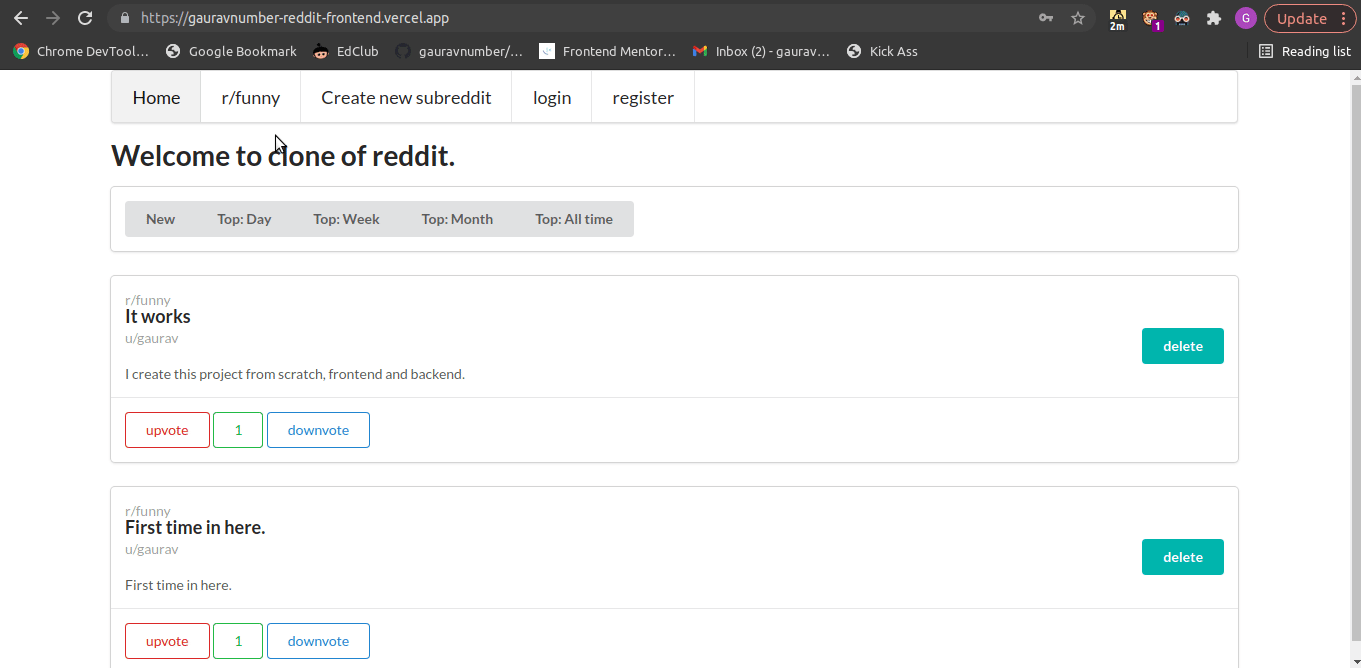 https://gauravnumber-reddit-frontend.vercel.app
2m
1
G
Update
Chrome DevTool...
Google Bookmark
EdClub
gauravnumber/...
Frontend Mentor...
Inbox (2) - gaurav...
Kick Ass
Reading list
Home
r/funny
Create new subreddit
login
register
Welcome to clone of reddit.
New
Top: Day
Top: Week
Top: Month
Top: All time
r/funny
It works
u/gaurav
delete
I create this project from scratch, frontend and backend.
upvote
1
downvote
r/funny
First time in here.
u/gaurav
delete
First time in here.
upvote
1
downvote